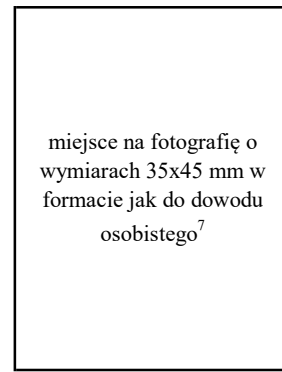 miejsce na fotografię o
wymiarach 35x45 mm w
formacie jak do dowodu
osobistego⁷